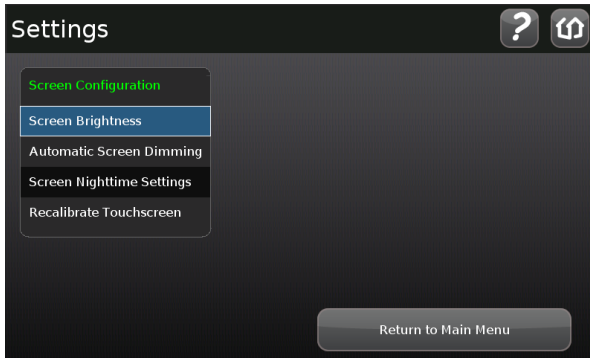 Settings
?
Screen Configuration
Screen Brightness
Automatic Screen Dimming
Screen Nighttime Settings
Recalibrate Touchscreen
Return to Main Menu